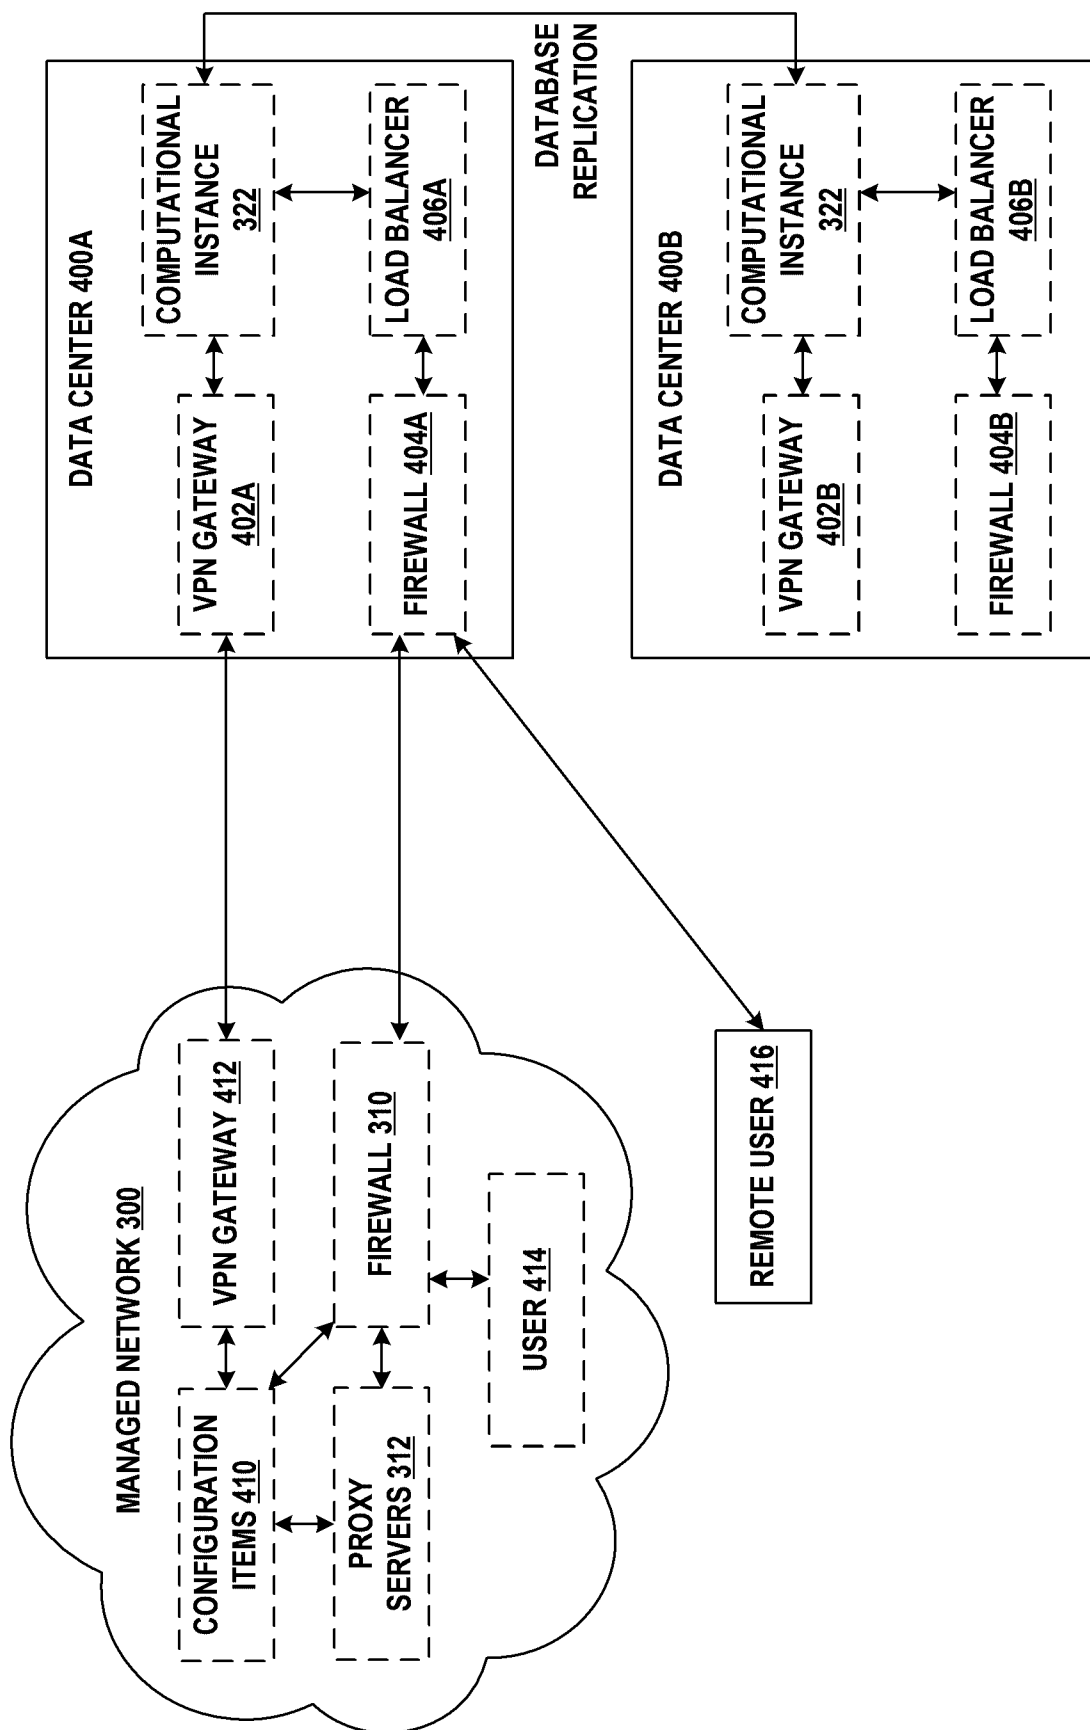 MANAGED NETWORK 300
CONFIGURATION
ITEMS 410
VPN GATEWAY 412
PROXY
SERVERS 312
FIREWALL 310
USER 414
REMOTE USER 416
DATA CENTER 400A
VPN GATEWAY
402A
COMPUTATIONAL
INSTANCE
322
FIREWALL 404A
LOAD BALANCER
406A
DATABASE
REPLICATION
DATA CENTER 400B
VPN GATEWAY
402B
COMPUTATIONAL
INSTANCE
322
FIREWALL 404B
LOAD BALANCER
406B